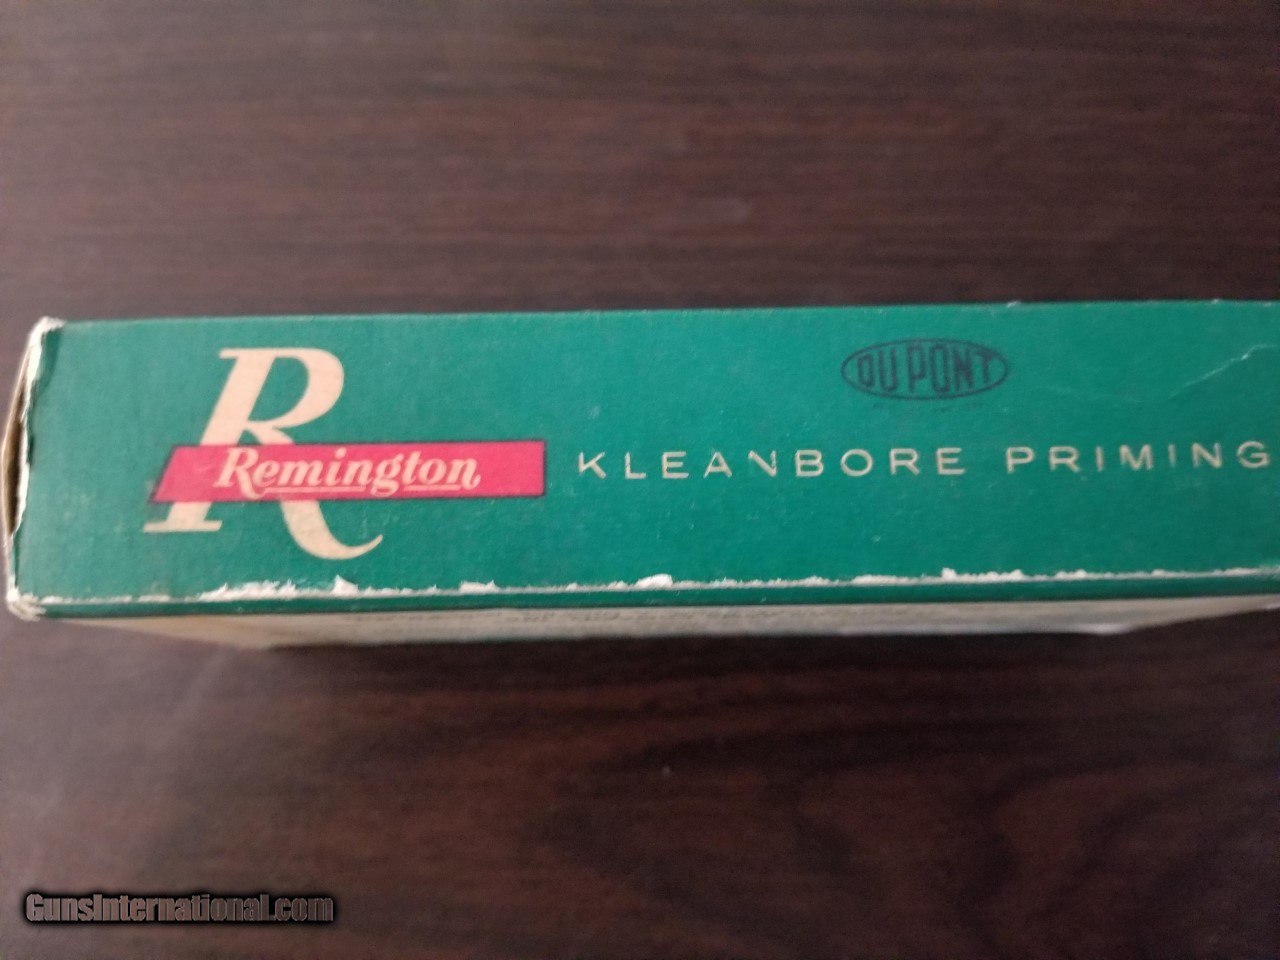 DU PONT
R
Remington
KLEANBORE PRIMING
GunsInternational.com